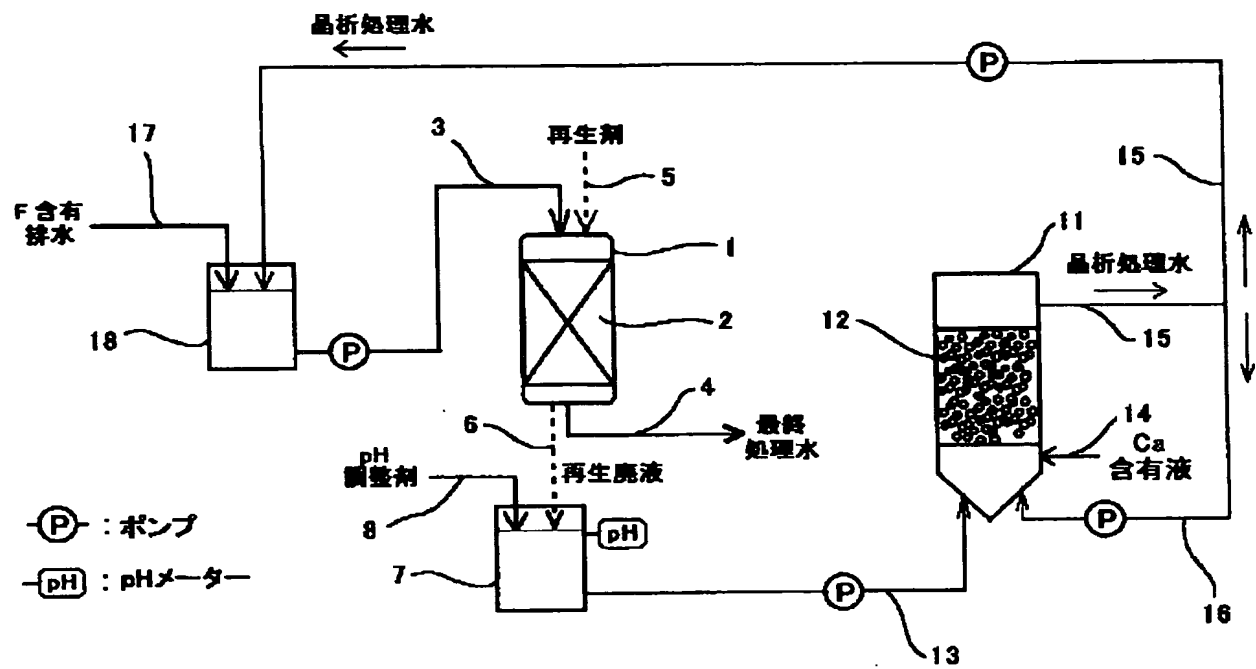 晶析処理水
P
17
3
再生剤
5
15
F含有
排水
1
11
晶析処理水
18
P
2
12
15
4
6
最終
処理水
14
Ca
含有液
pH
調整剤
再生廃液
8
P
P : ポンプ
pH
pH : pHメーター
7
P
13
16